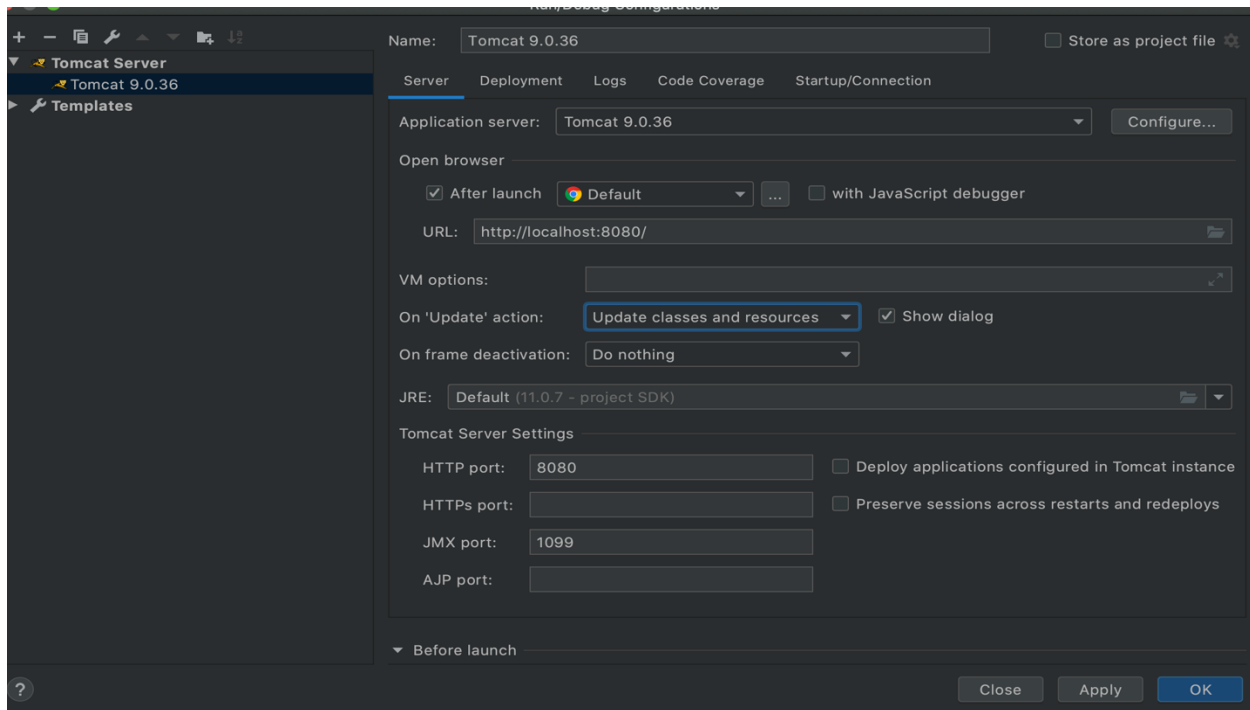 Run/Debug Configurations
Name: Tomcat 9.0.36 Store as project file
Tomcat Server
Tomcat 9.0.36
Templates
Server Deployment Logs Code Coverage Startup/Connection
Application server: Tomcat 9.0.36 Configure...
Open browser
After launch Default ... with JavaScript debugger
URL: http://localhost:8080/
VM options:
On 'Update' action: Update classes and resources Show dialog
On frame deactivation: Do nothing
JRE: Default (11.0.7 - project SDK)
Tomcat Server Settings
HTTP port: 8080 Deploy applications configured in Tomcat instance
HTTPs port: Preserve sessions across restarts and redeploys
JMX port: 1099
AJP port:
Before launch
? Close Apply OK